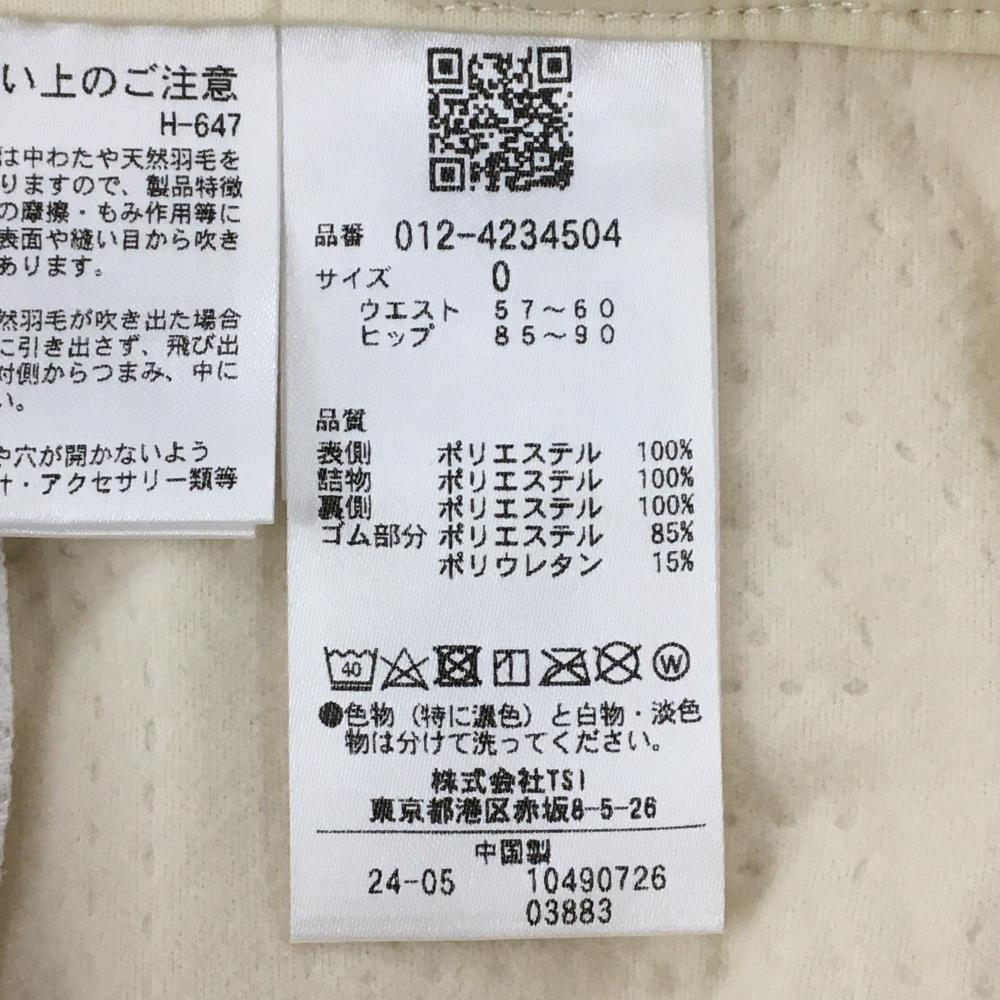 い上のご注意
H-647
は中わたや天然羽毛を
りますので、製品特徴
の摩擦・もみ作用等に
表面や縫い目から吹き
あります。
然羽毛が吹き出た場合
に引き出さず、飛び出
対側からつまみ、中に
い。
や穴が開かないよう
・アクセサリー類等
品番 012-4234504
サイズ 0
ウエスト 57~60
ヒップ 85~90
品質
表側 ポリエステル 100%
詰物 ポリエステル 100%
裏側 ポリエステル 100%
ゴム部分 ポリエステル 85%
ポリウレタン 15%
40
W
●色物(特に濃色)と白物・淡色
物は分けて洗ってください。
株式会社TSI
東京都港区赤坂8-5-26
中国製
24-05 10490726
03883